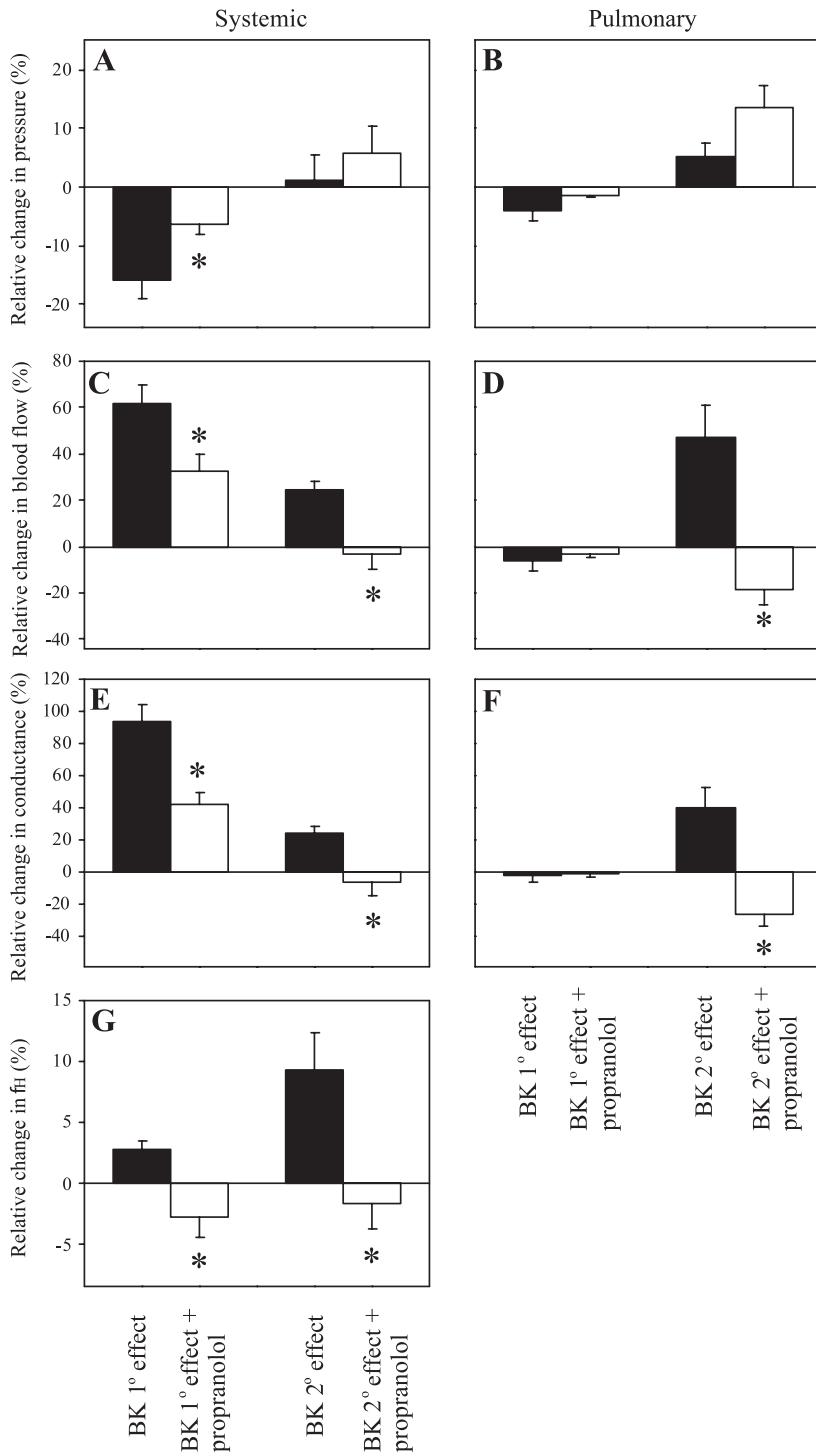 Systemic
Pulmonary
Relative change in pressure (%)
A
20
10
0
-10
-20
*
B
Relative change in blood flow (%)
C
80
60
40
20
0
-20
-40
*
*
D
*
Relative change in conductance (%)
E
120
100
80
60
40
20
0
-20
-40
*
*
F
*
BK 1° effect
BK 1° effect +
propranolol
BK 2° effect
BK 2° effect +
propranolol
Relative change in fH (%)
G
15
10
5
0
-5
*
*
BK 1° effect
BK 1° effect +
propranolol
BK 2° effect
BK 2° effect +
propranolol